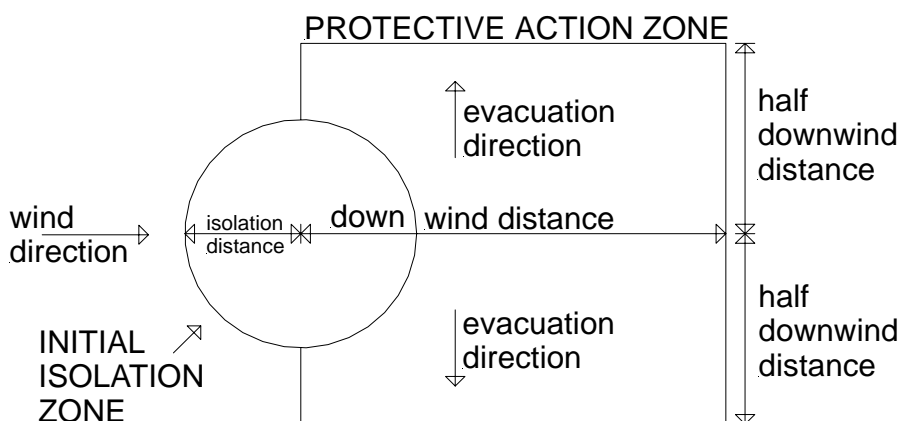 PROTECTIVE ACTION ZONE
evacuation
direction
half
downwind
distance
wind
direction
isolation
distance
down wind distance
evacuation
direction
half
downwind
distance
INITIAL
ISOLATION
ZONE